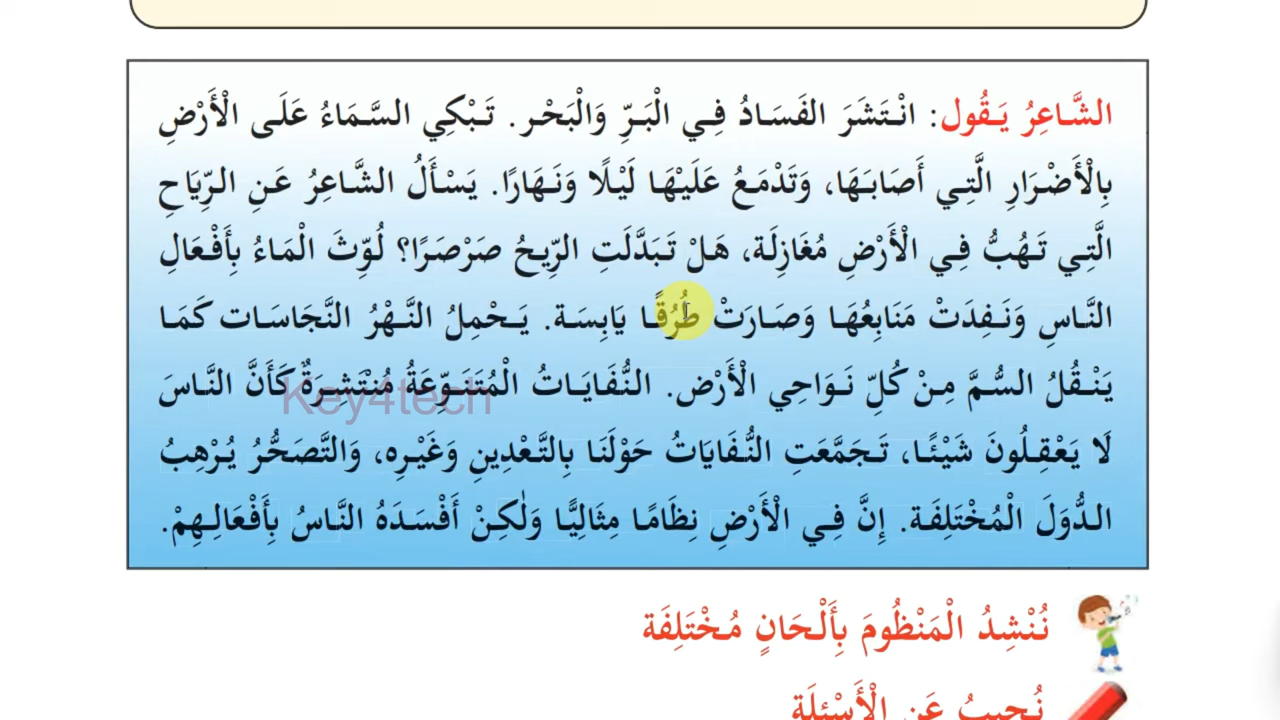 الشَّاعِرُ يَقُول: انْتَشَرَ الفَسَادُ فِي الْبَرِّ وَالْبَحْر. تَبْكِي السَّمَاءُ عَلَى الْأَرْضِ
بِالْأَضْرَارِ الَّتِي أَصَابَهَا، وَتَدْمَعُ عَلَيْهَا لَيْلًا وَنَهَارًا. يَسْأَلُ الشَّاعِرُ عَنِ الرِّيَاحِ
الَّتِي تَهُبُّ فِي الْأَرْضِ مُغَازِلَة، هَلْ تَبَدَّلَتِ الرِّيحُ صَرْصَرًا؟ لُوِّثَ الْمَاءُ بِأَفْعَالِ
النَّاسِ وَنَفِدَتْ مَنَابِعُهَا وَصَارَتْ طُرُقًا يَابِسَة. يَحْمِلُ النَّهْرُ النَّجَاسَات كَمَا
يَنْقُلُ السُّمَّ مِنْ كُلِّ نَوَاحِي الْأَرْض. النُّفَايَاتُ الْمُتَنَوِّعَةُ مُنْتَشِرَةٌ كَأَنَّ النَّاسَ
Key4tech
لَا يَعْقِلُونَ شَيْئًا، تَجَمَّعَتِ النُّفَايَاتُ حَوْلَنَا بِالتَّعْدِينِ وَغَيْرِه، وَالتَّصَحُّرُ يُرْهِبُ
الدُّوَلَ الْمُخْتَلِفَة. إِنَّ فِي الْأَرْضِ نِظَامًا مِثَالِيًّا وَلٰكِنْ أَفْسَدَهُ النَّاسُ بِأَفْعَالِهِمْ.
نُنْشِدُ الْمَنْظُومَ بِأَلْحَانٍ مُخْتَلِفَة
نُجِيبُ عَنِ الْأَسْئِلَةِ